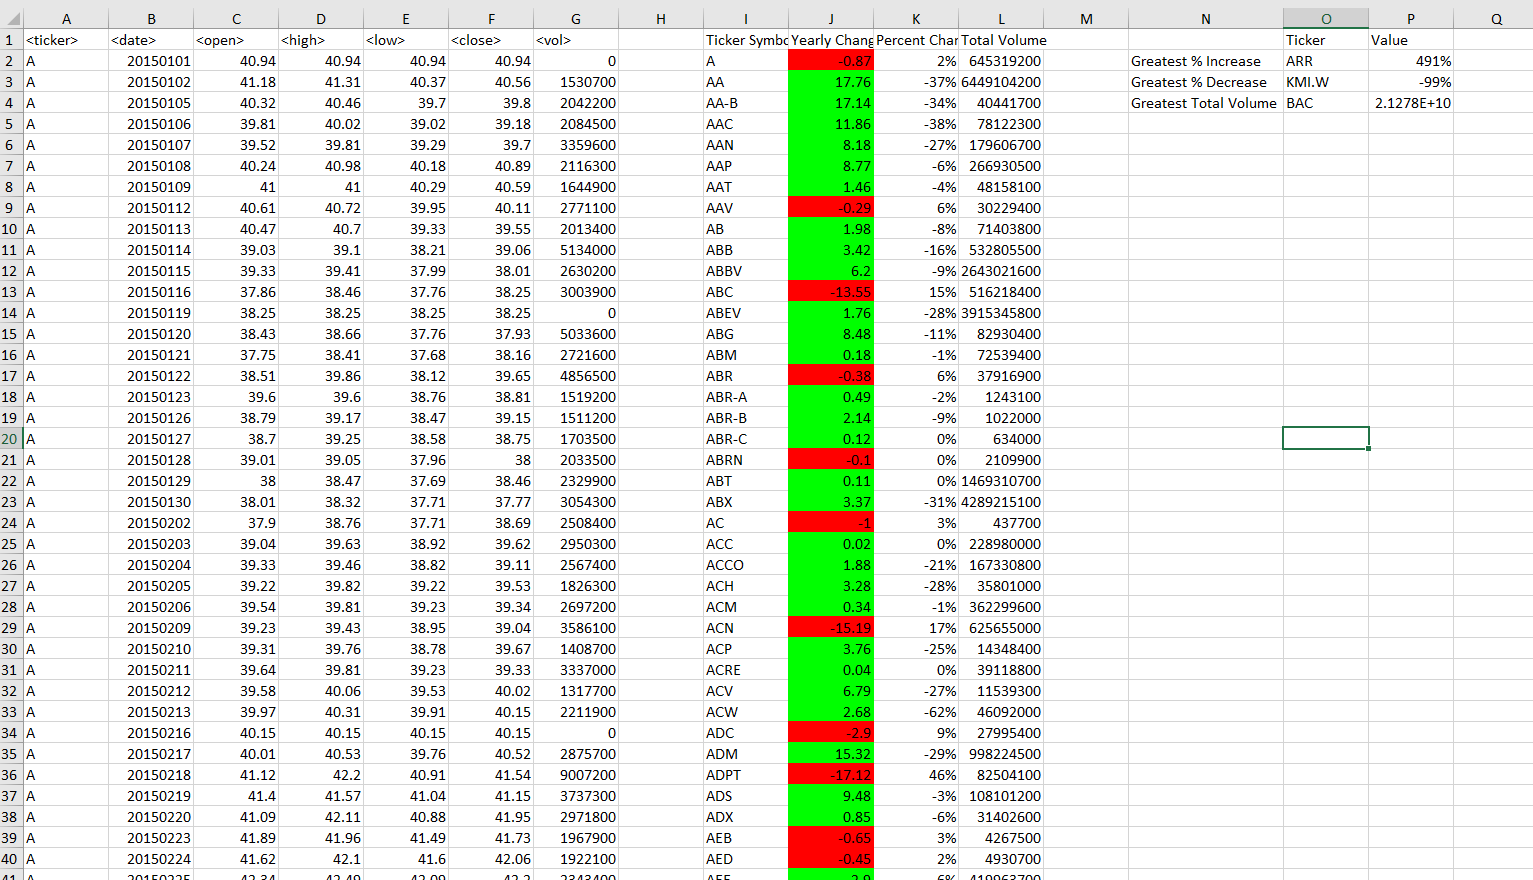 A B C D E F G H I J K L M N O P Q
1 <ticker> <date> <open> <high> <low> <close> <vol> Ticker Symbo Yearly Chang Percent Char Total Volume Ticker Value
2 A 20150101 40.94 40.94 40.94 40.94 0 A -0.87 2% 645319200 Greatest % Increase ARR 491%
3 A 20150102 41.18 41.31 40.37 40.56 1530700 AA 17.76 -37% 6449104200 Greatest % Decrease KMI.W -99%
4 A 20150105 40.32 40.46 39.7 39.8 2042200 AA-B 17.14 -34% 40441700 Greatest Total Volume BAC 2.1278E+10
5 A 20150106 39.81 40.02 39.02 39.18 2084500 AAC 11.86 -38% 78122300
6 A 20150107 39.52 39.81 39.29 39.7 3359600 AAN 8.18 -27% 179606700
7 A 20150108 40.24 40.98 40.18 40.89 2116300 AAP 8.77 -6% 266930500
8 A 20150109 41 41 40.29 40.59 1644900 AAT 1.46 -4% 48158100
9 A 20150112 40.61 40.72 39.95 40.11 2771100 AAV -0.29 6% 30229400
10 A 20150113 40.47 40.7 39.33 39.55 2013400 AB 1.98 -8% 71403800
11 A 20150114 39.03 39.1 38.21 39.06 5134000 ABB 3.42 -16% 532805500
12 A 20150115 39.33 39.41 37.99 38.01 2630200 ABBV 6.2 -9% 2643021600
13 A 20150116 37.86 38.46 37.76 38.25 3003900 ABC -13.55 15% 516218400
14 A 20150119 38.25 38.25 38.25 38.25 0 ABEV 1.76 -28% 3915345800
15 A 20150120 38.43 38.66 37.76 37.93 5033600 ABG 8.48 -11% 82930400
16 A 20150121 37.75 38.41 37.68 38.16 2721600 ABM 0.18 -1% 72539400
17 A 20150122 38.51 39.86 38.12 39.65 4856500 ABR -0.38 6% 37916900
18 A 20150123 39.6 39.6 38.76 38.81 1519200 ABR-A 0.49 -2% 1243100
19 A 20150126 38.79 39.17 38.47 39.15 1511200 ABR-B 2.14 -9% 1022000
20 A 20150127 38.7 39.25 38.58 38.75 1703500 ABR-C 0.12 0% 634000
21 A 20150128 39.01 39.05 37.96 38 2033500 ABRN -0.1 0% 2109900
22 A 20150129 38 38.47 37.69 38.46 2329900 ABT 0.11 0% 1469310700
23 A 20150130 38.01 38.32 37.71 37.77 3054300 ABX 3.37 -31% 4289215100
24 A 20150202 37.9 38.76 37.71 38.69 2508400 AC -1 3% 437700
25 A 20150203 39.04 39.63 38.92 39.62 2950300 ACC 0.02 0% 228980000
26 A 20150204 39.33 39.46 38.82 39.11 2567400 ACCO 1.88 -21% 167330800
27 A 20150205 39.22 39.82 39.22 39.53 1826300 ACH 3.28 -28% 35801000
28 A 20150206 39.54 39.81 39.23 39.34 2697200 ACM 0.34 -1% 362299600
29 A 20150209 39.23 39.43 38.95 39.04 3586100 ACN -15.19 17% 625655000
30 A 20150210 39.31 39.76 38.78 39.67 1408700 ACP 3.76 -25% 14348400
31 A 20150211 39.64 39.81 39.23 39.33 3337000 ACRE 0.04 0% 39118800
32 A 20150212 39.58 40.06 39.53 40.02 1317700 ACV 6.79 -27% 11539300
33 A 20150213 39.97 40.31 39.91 40.15 2211900 ACW 2.68 -62% 46092000
34 A 20150216 40.15 40.15 40.15 40.15 0 ADC -2.9 9% 27995400
35 A 20150217 40.01 40.53 39.76 40.52 2875700 ADM 15.32 -29% 998224500
36 A 20150218 41.12 42.2 40.91 41.54 9007200 ADPT -17.12 46% 82504100
37 A 20150219 41.4 41.57 41.04 41.15 3737300 ADS 9.48 -3% 108101200
38 A 20150220 41.09 42.11 40.88 41.95 2971800 ADX 0.85 -6% 31402600
39 A 20150223 41.89 41.96 41.49 41.73 1967900 AEB -0.65 3% 4267500
40 A 20150224 41.62 42.1 41.6 42.06 1922100 AED -0.45 2% 4930700